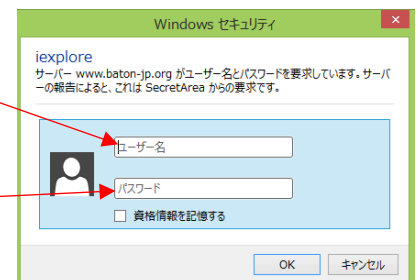 Windows セキュリティ
iexplore
サーバー www.baton-jp.org がユーザー名とパスワードを要求しています。サーバ
ーの報告によると、これは SecretArea からの要求です。
ユーザー名
パスワード
資格情報を記憶する
OK
キャンセル